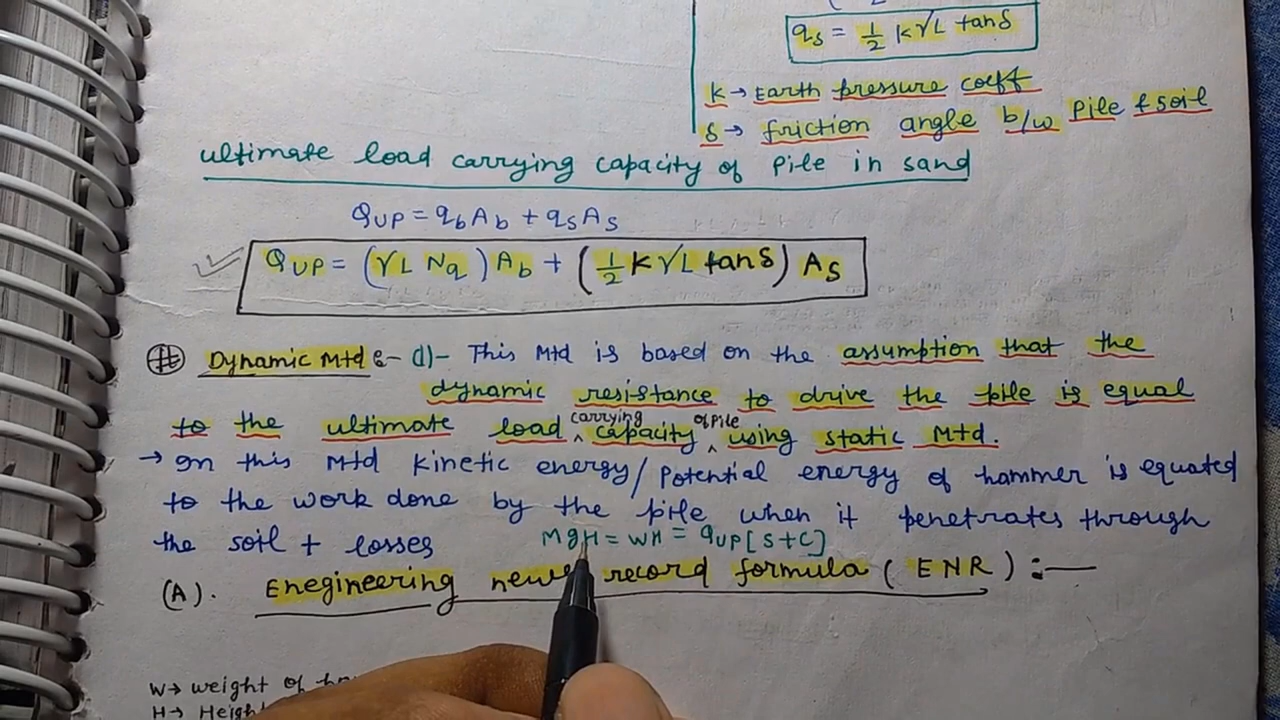 qs = 1/2 KγL tanδ
K → Earth pressure coeff
δ → friction angle b/w Pile & soil
ultimate load carrying capacity of Pile in sand
QUP = qbAb + qsAs
QUP = (γL Nq) Ab + (1/2 KγL tanδ) As
# Dynamic Mtd :- d)- This Mtd is based on the assumption that the
dynamic resistance to drive the pile is equal
to the ultimate load carrying capacity of Pile using static Mtd.
→ In this Mtd kinetic energy/Potential energy of hammer is equated
to the work done by the pile when it penetrates through
the soil + losses
MgH = WH = QUP[S+C]
(A). Enegineering news record formula (ENR) :—
W → weight of
H → Height